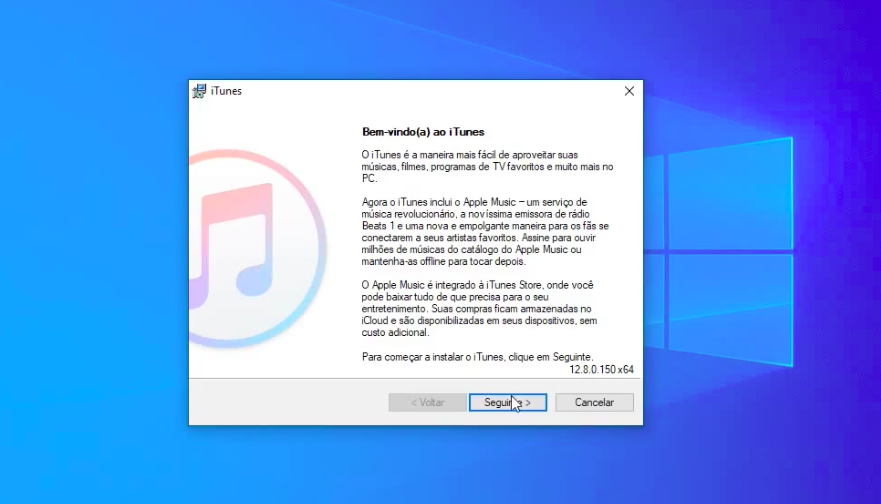 iTunes
Bem-vindo(a) ao iTunes
O iTunes é a maneira mais fácil de aproveitar suas
músicas, filmes, programas de TV favoritos e muito mais no
PC.
Agora o iTunes inclui o Apple Music – um serviço de
música revolucionário, a novíssima emissora de rádio
Beats 1 e uma nova e empolgante maneira para os fãs se
conectarem a seus artistas favoritos. Assine para ouvir
milhões de músicas do catálogo do Apple Music ou
mantenha-as offline para tocar depois.
O Apple Music é integrado à iTunes Store, onde você
pode baixar tudo de que precisa para o seu
entretenimento. Suas compras ficam armazenadas no
iCloud e são disponibilizadas em seus dispositivos, sem
custo adicional.
Para começar a instalar o iTunes, clique em Seguinte.
12.8.0.150 x64
< Voltar
Seguinte >
Cancelar